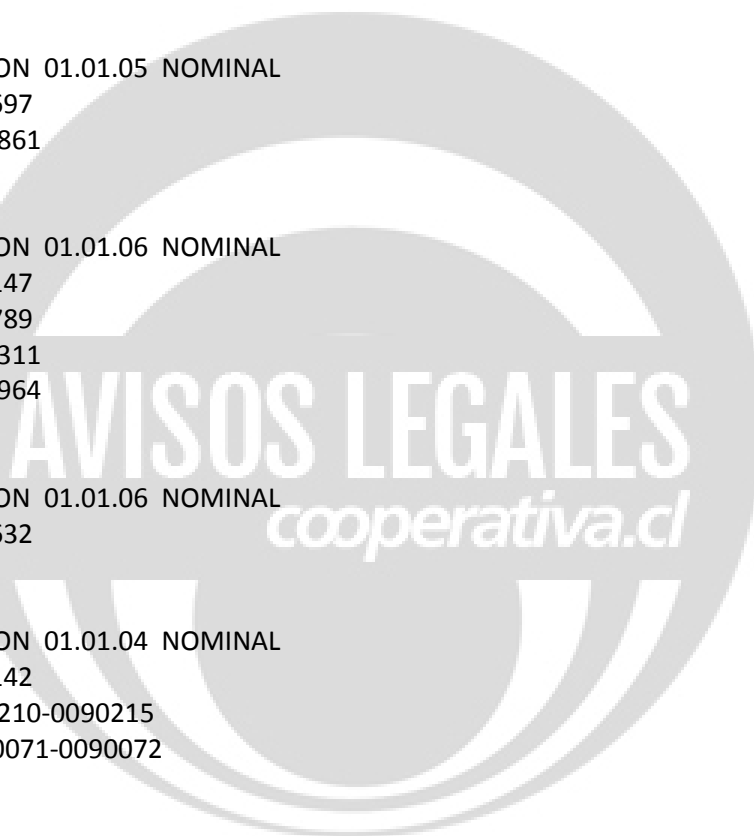 ON 01.01.05 NOMINAL
597
861
ON 01.01.06 NOMINAL
147
789
311
964
AVISOS LEGALES
ON 01.01.06 NOMINAL
cooperativa.cl
532
ON 01.01.04 NOMINAL
142
210-0090215
0071-0090072